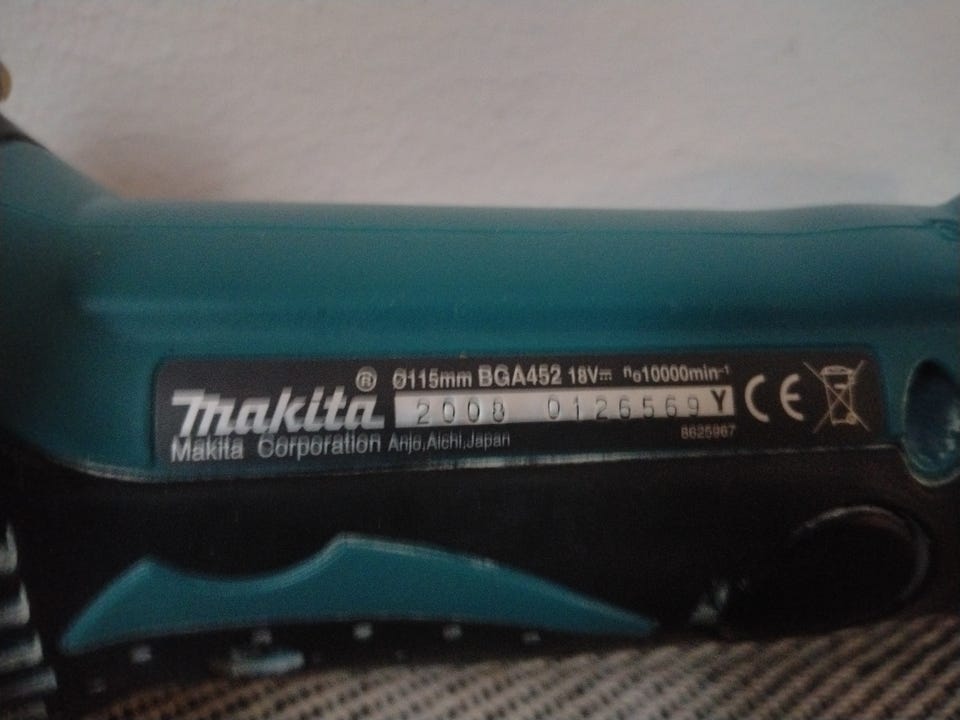 ® Ø115mm BGA452 18V⎓ n₀10000min⁻¹
makita 2008 0126569 Y CE
Makita Corporation Anjo,Aichi,Japan
8625967